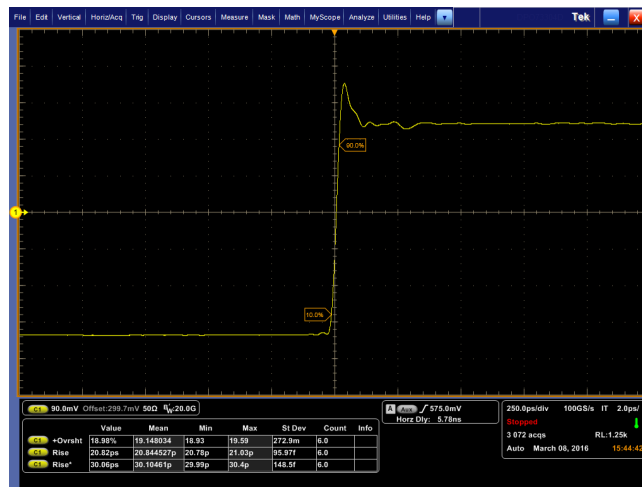 File Edit Vertical Horiz/Acq Trig Display Cursors Measure Mask Math MyScope Analyze Utilities Help Tek X
90.0%
1
10.0%
C1 90.0mV Offset:299.7mV 50Ω BW:20.0G
A Aux 575.0mV
Horz Dly: 5.78ns
250.0ps/div 100GS/s IT 2.0ps/
Stopped
3 072 acqs RL:1.25k
Auto March 08, 2016 15:44:42
Value Mean Min Max St Dev Count Info
C1 +Ovrsht 18.98% 19.148034 18.93 19.59 272.9m 6.0
C1 Rise 20.82ps 20.844527p 20.78p 21.03p 95.97f 6.0
C1 Rise* 30.06ps 30.10461p 29.99p 30.4p 148.5f 6.0